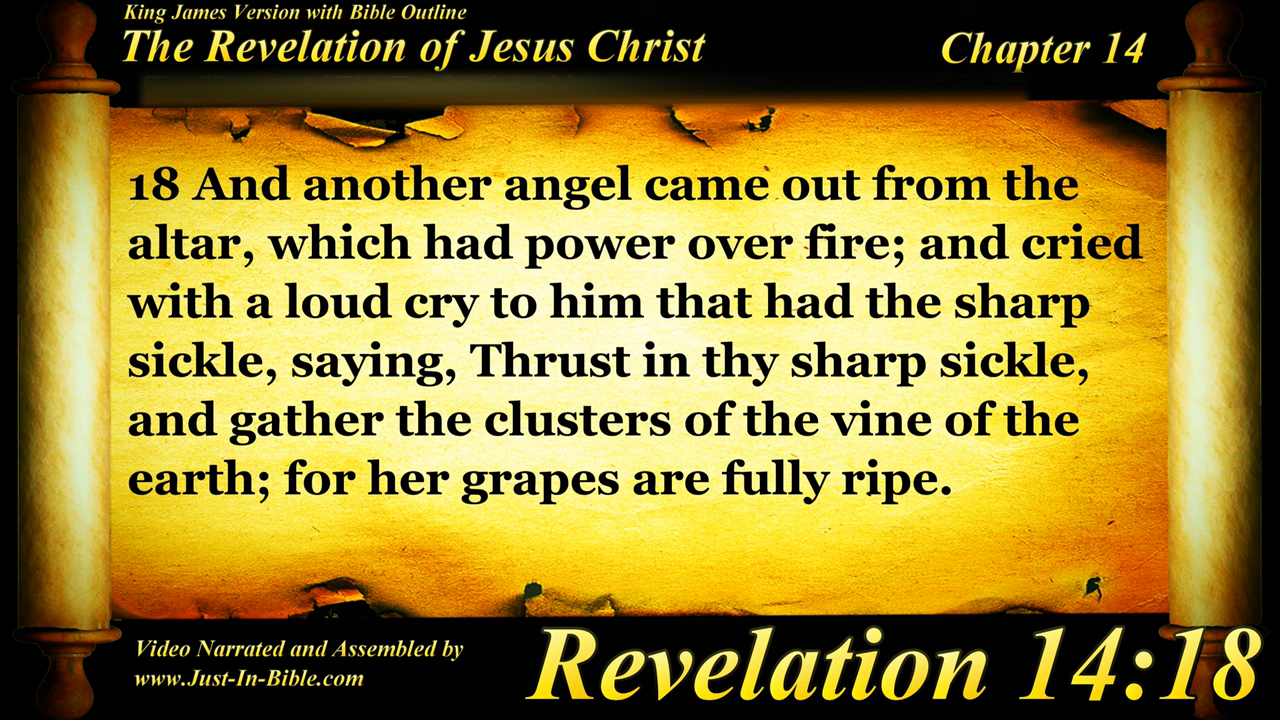 King James Version with Bible Outline
The Revelation of Jesus Christ
Chapter 14
18 And another angel came out from the
altar, which had power over fire; and cried
with a loud cry to him that had the sharp
sickle, saying, Thrust in thy sharp sickle,
and gather the clusters of the vine of the
earth; for her grapes are fully ripe.
Video Narrated and Assembled by
www.Just-In-Bible.com
Revelation 14:18